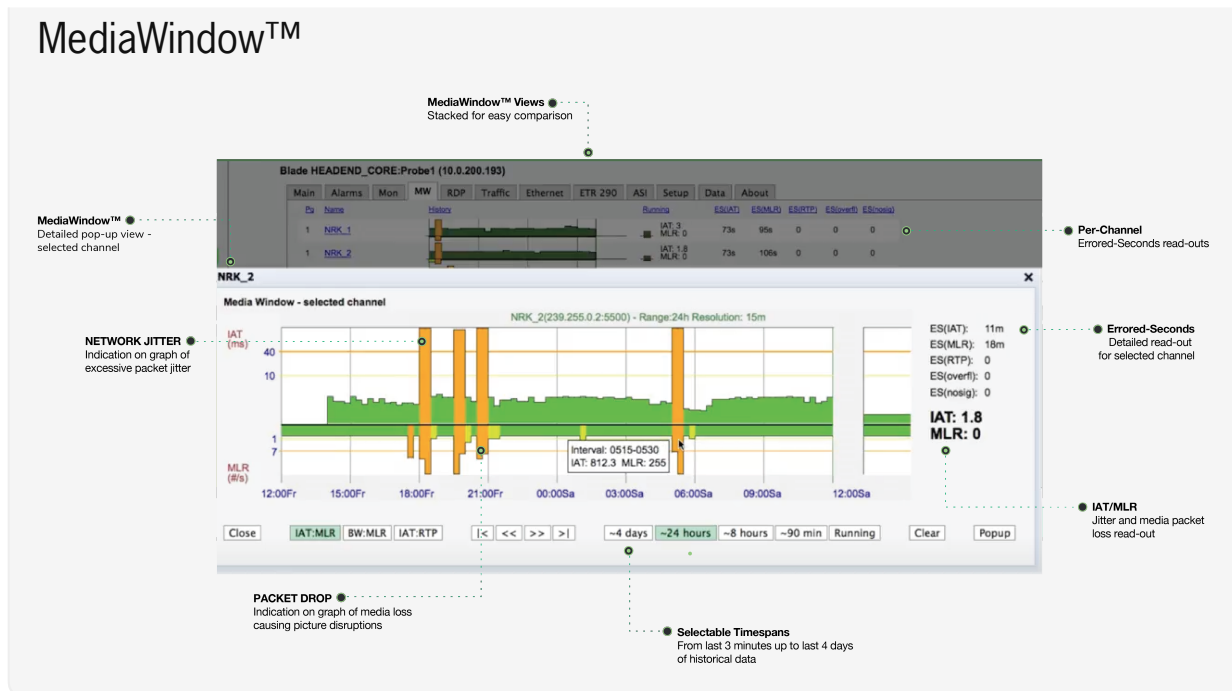 MediaWindow™
MediaWindow™ Views
Stacked for easy comparison
Blade HEADEND_CORE:Probe1 (10.0.200.193)
Main Alarms Mon MW RDP Traffic Ethernet ETR 290 ASI Setup Data About
Pg Name History Running ES(IAT) ES(MLR) ES(RTP) ES(overfl) ES(nosig)
1 NRK_1 IAT: 3 MLR: 0 73s 95s 0 0 0
1 NRK_2 IAT: 1.8 MLR: 0 73s 106s 0 0 0
MediaWindow™
Detailed pop-up view -
selected channel
Per-Channel
Errored-Seconds read-outs
NRK_2 ×
Media Window - selected channel
NRK_2(239.255.0.2:5500) - Range:24h Resolution: 15m
IAT
(ms)
40
10
1
7
MLR
(#/s)
12:00Fr 15:00Fr 18:00Fr 21:00Fr 00:00Sa 03:00Sa 06:00Sa 09:00Sa 12:00Sa
Interval: 0515-0530
IAT: 812.3 MLR: 255
ES(IAT): 11m
ES(MLR): 18m
ES(RTP): 0
ES(overfl): 0
ES(nosig): 0
IAT: 1.8
MLR: 0
NETWORK JITTER
Indication on graph of
excessive packet jitter
Errored-Seconds
Detailed read-out
for selected channel
Close IAT:MLR BW:MLR IAT:RTP |< << >> >| ~4 days ~24 hours ~8 hours ~90 min Running Clear Popup
IAT/MLR
Jitter and media packet
loss read-out
PACKET DROP
Indication on graph of media loss
causing picture disruptions
Selectable Timespans
From last 3 minutes up to last 4 days
of historical data